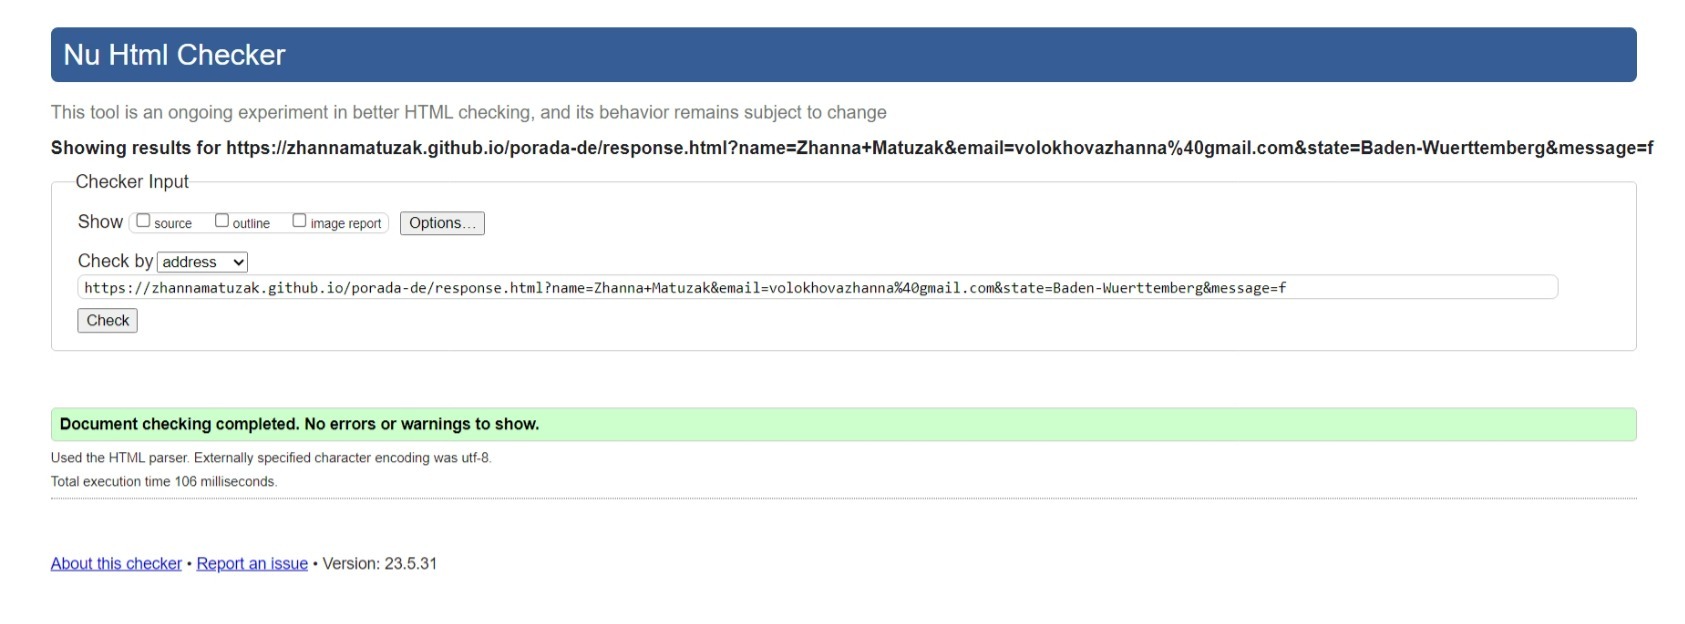 Nu Html Checker
This tool is an ongoing experiment in better HTML checking, and its behavior remains subject to change
Showing results for https://zhannamatuzak.github.io/porada-de/response.html?name=Zhanna+Matuzak&email=volokhovazhanna%40gmail.com&state=Baden-Wuerttemberg&message=f
Checker Input
Show source outline image report Options...
Check by address
https://zhannamatuzak.github.io/porada-de/response.html?name=Zhanna+Matuzak&email=volokhovazhanna%40gmail.com&state=Baden-Wuerttemberg&message=f
Check
Document checking completed. No errors or warnings to show.
Used the HTML parser. Externally specified character encoding was utf-8.
Total execution time 106 milliseconds.
About this checker • Report an issue • Version: 23.5.31